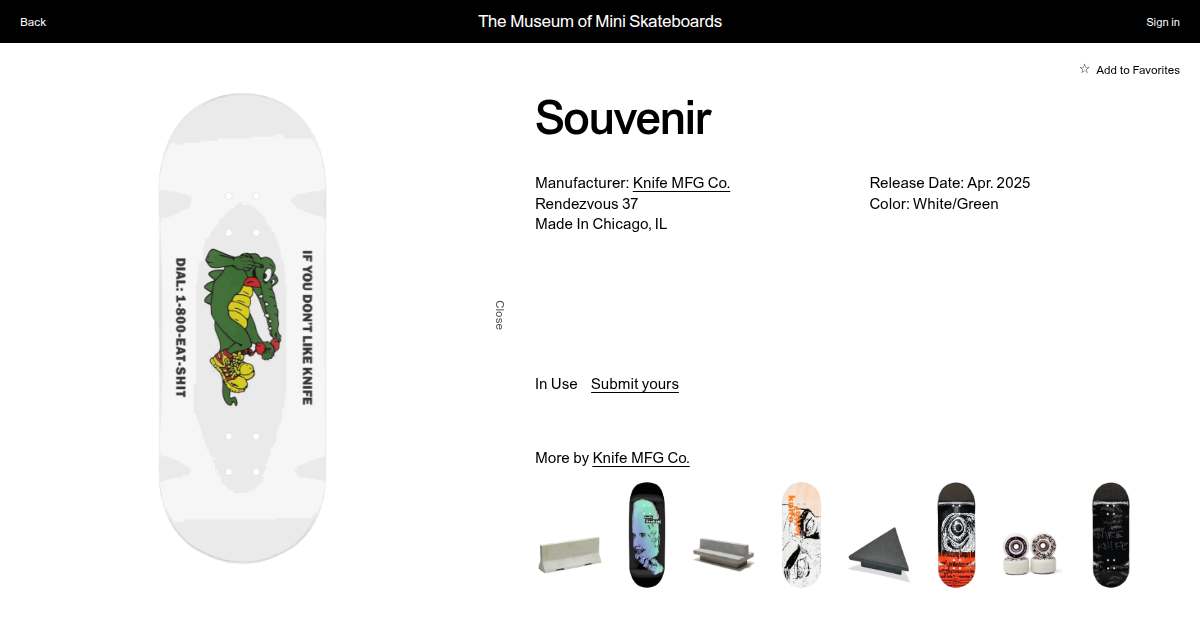 Back
The Museum of Mini Skateboards
Sign in
☆ Add to Favorites
Souvenir
Manufacturer: Knife MFG Co.
Rendezvous 37
Made In Chicago, IL
Release Date: Apr. 2025
Color: White/Green
IF YOU DON'T LIKE KNIFE
DIAL: 1-800-EAT-SHIT
Close
In Use Submit yours
More by Knife MFG Co.